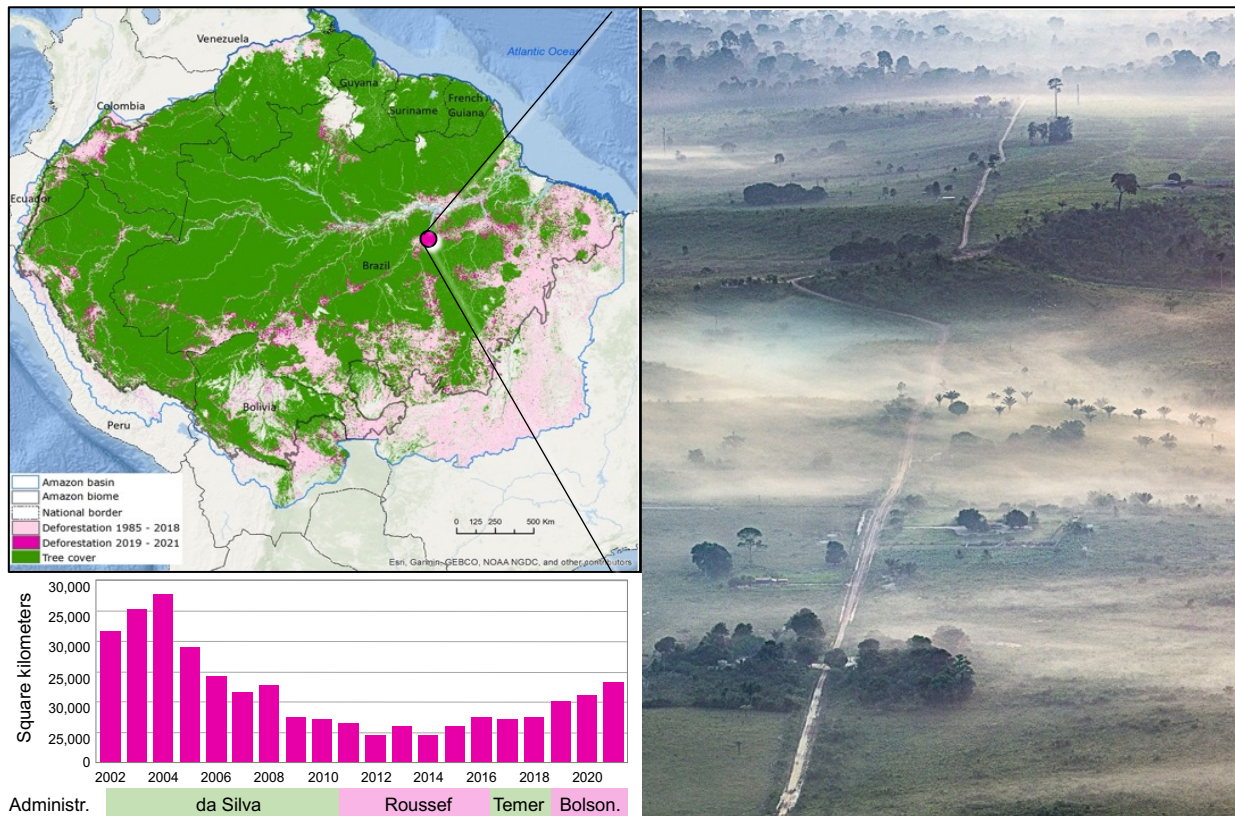 Venezuela
Atlantic Ocean
Guyana
Colombia
Suriname
French
Guiana
Ecuador
Brazil
Bolivia
Peru
Amazon basin
Amazon biome
National border
Deforestation 1985 - 2018
Deforestation 2019 - 2021
Tree cover
0 125 250 500 Km
Esri, Garmin, GEBCO, NOAA NGDC, and other contributors
Square kilometers
30,000
25,000
30,000
25,000
30,000
25,000
0
2002 2004 2006 2008 2010 2012 2014 2016 2018 2020
Administr. da Silva Roussef Temer Bolson.